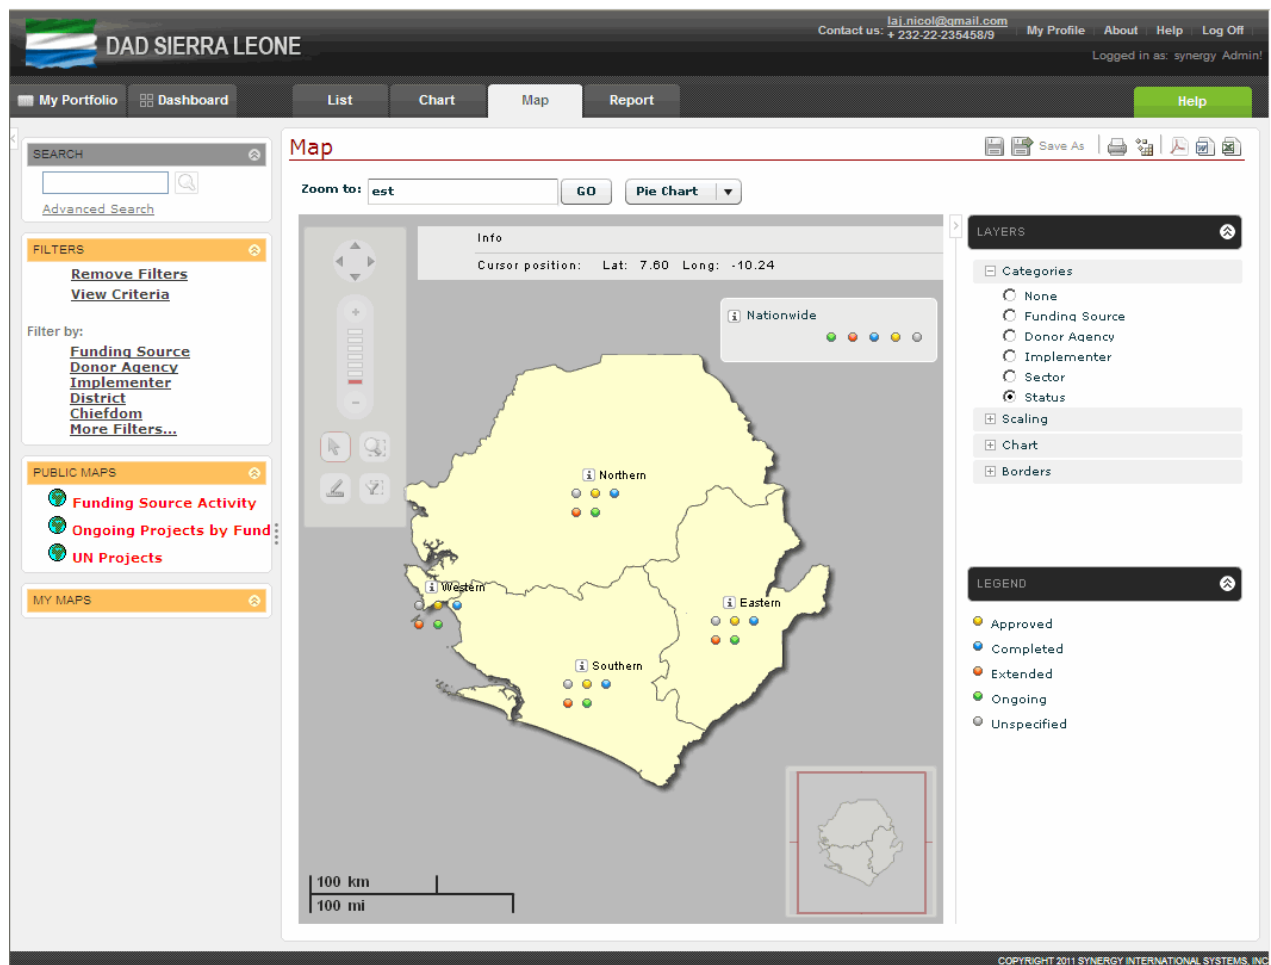 DAD SIERRA LEONE
Contact us: laj.nicol@gmail.com
+ 232-22-235458/9
My Profile About Help Log Off
Logged in as: synergy Admin!
My Portfolio Dashboard List Chart Map Report Help
SEARCH
Advanced Search
FILTERS
Remove Filters
View Criteria
Filter by:
Funding Source
Donor Agency
Implementer
District
Chiefdom
More Filters...
PUBLIC MAPS
Funding Source Activity
Ongoing Projects by Fund
UN Projects
MY MAPS
Map
Save As
Zoom to: est GO Pie Chart
Info
Cursor position: Lat: 7.60 Long: -10.24
Nationwide
Northern
Western
Eastern
Southern
100 km
100 mi
LAYERS
Categories
None
Funding Source
Donor Agency
Implementer
Sector
Status
Scaling
Chart
Borders
LEGEND
Approved
Completed
Extended
Ongoing
Unspecified
COPYRIGHT 2011 SYNERGY INTERNATIONAL SYSTEMS, INC